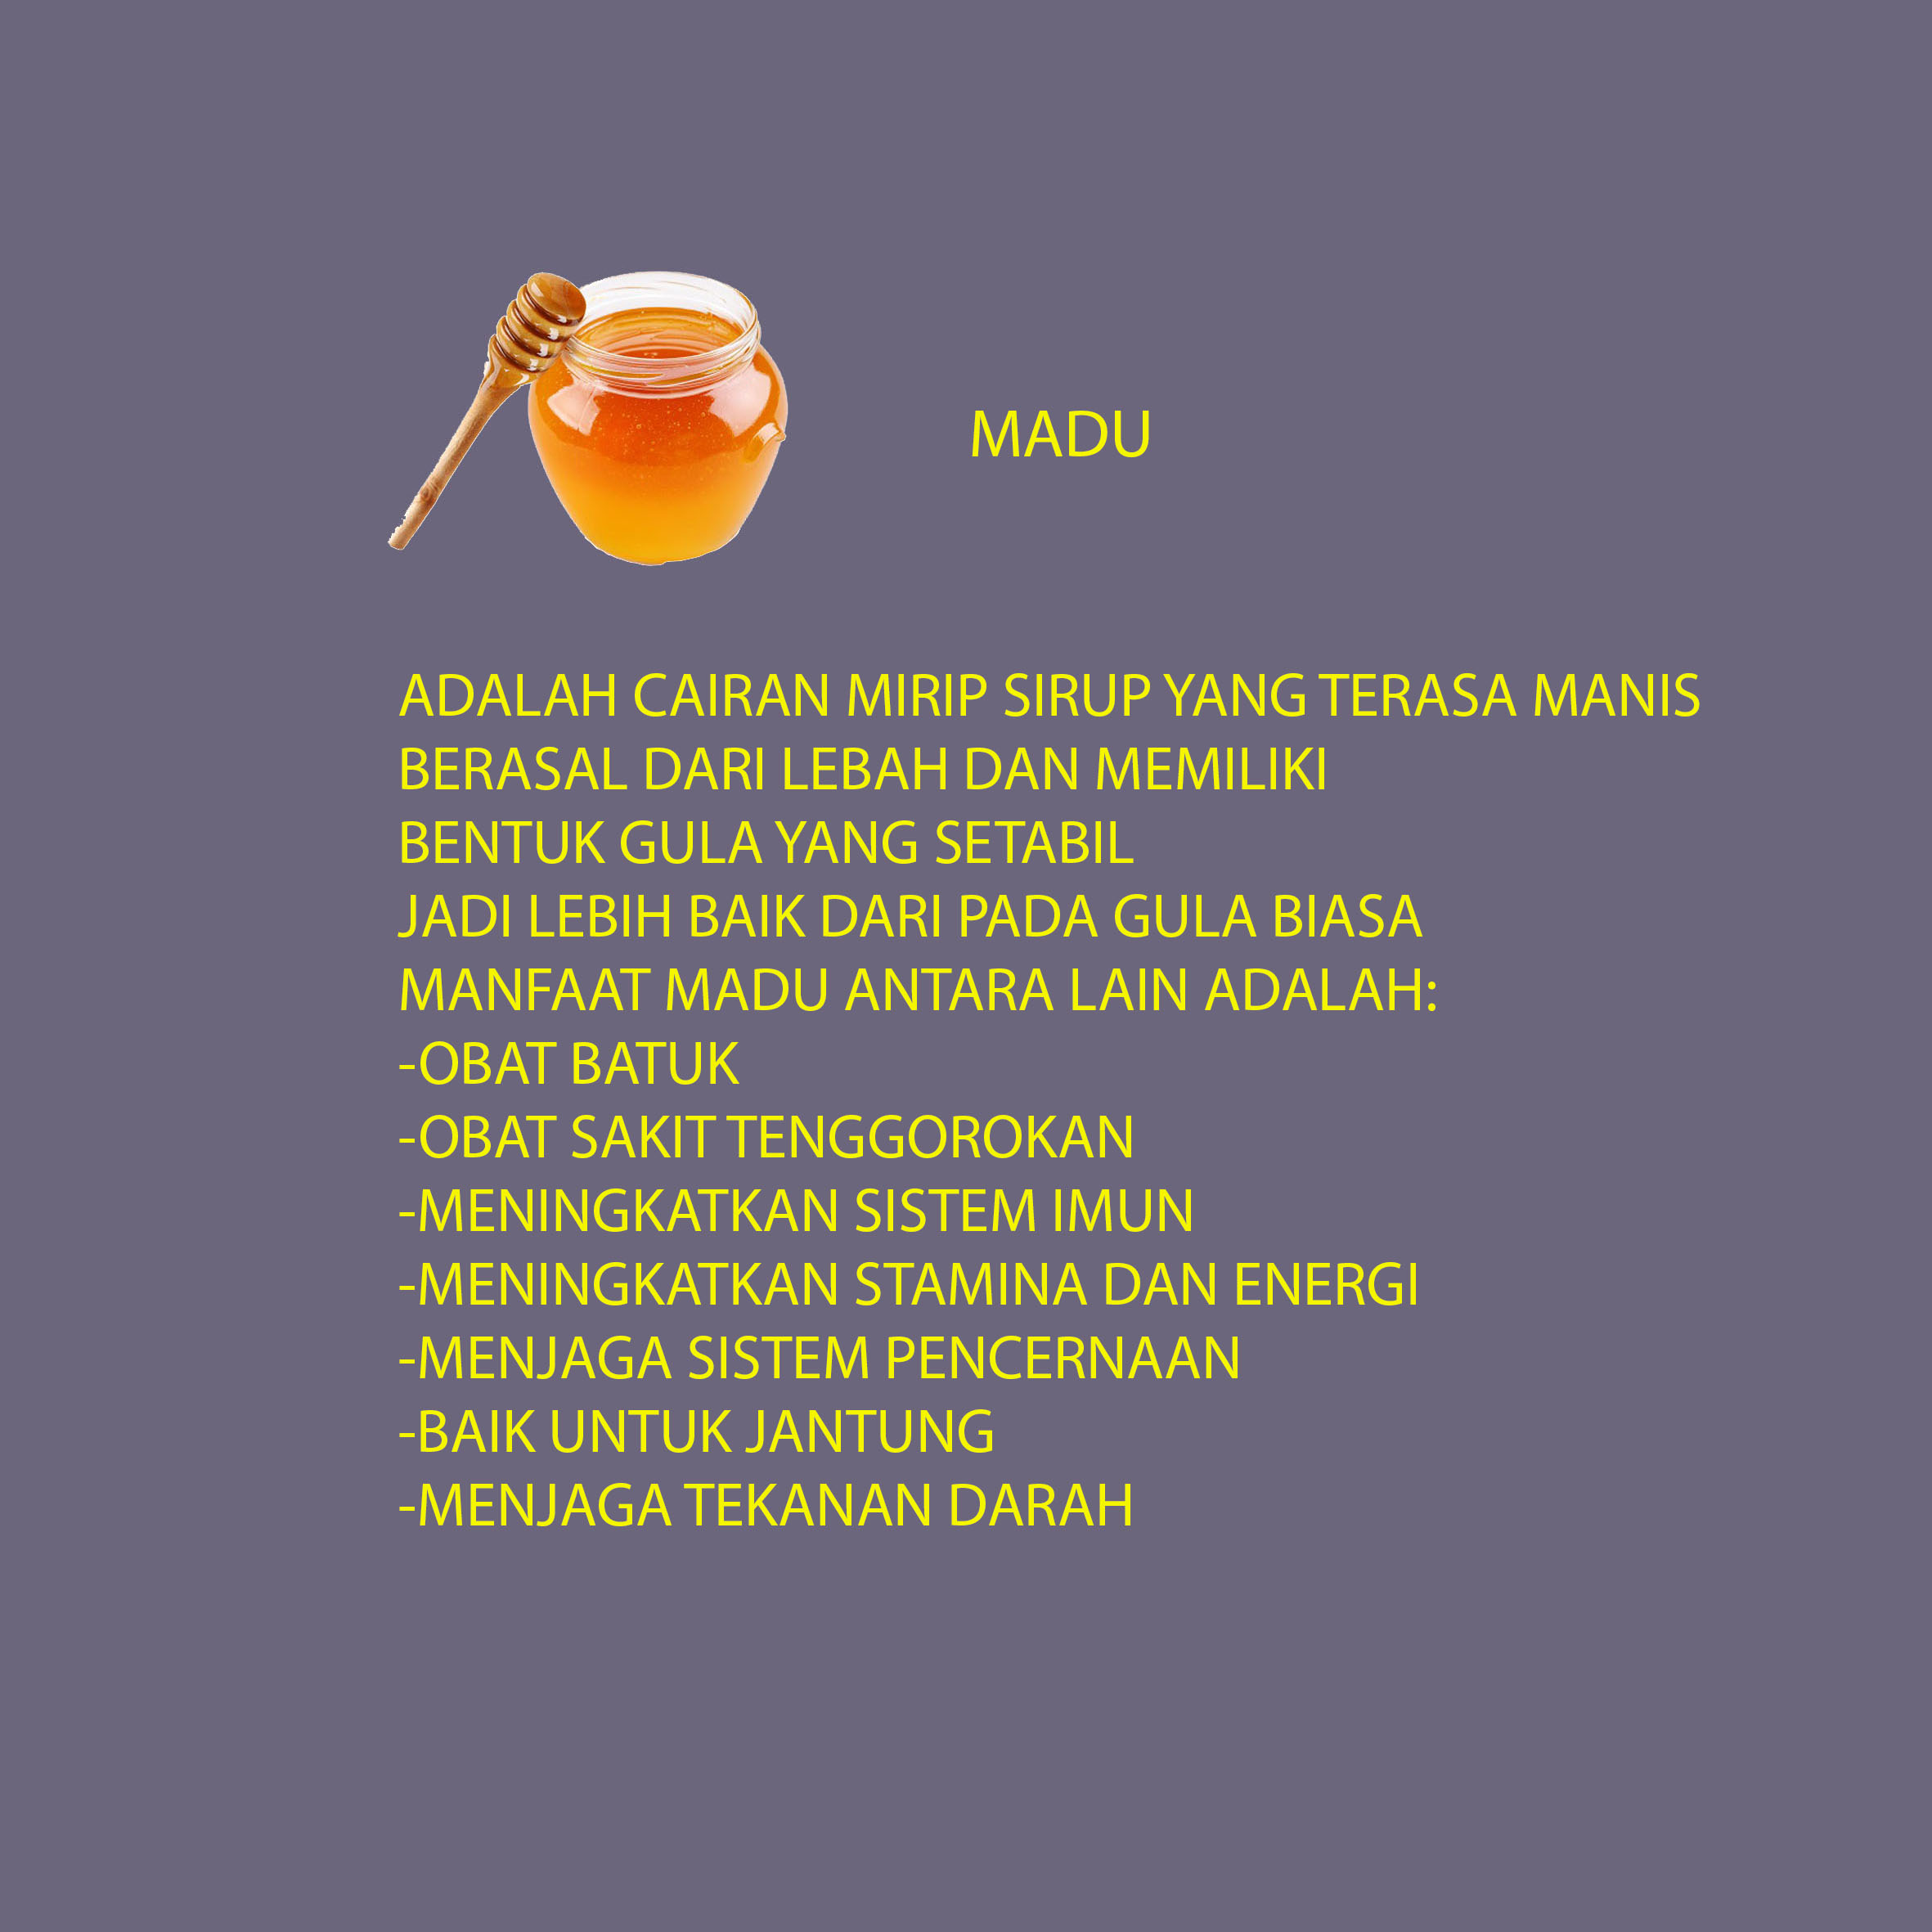 MADU
ADALAH CAIRAN MIRIP SIRUP YANG TERASA MANIS
BERASAL DARI LEBAH DAN MEMILIKI
BENTUK GULA YANG SETABIL
JADI LEBIH BAIK DARI PADA GULA BIASA
MANFAAT MADU ANTARA LAIN ADALAH:
-OBAT BATUK
-OBAT SAKIT TENGGOROKAN
-MENINGKATKAN SISTEM IMUN
-MENINGKATKAN STAMINA DAN ENERGI
-MENJAGA SISTEM PENCERNAAN
-BAIK UNTUK JANTUNG
-MENJAGA TEKANAN DARAH